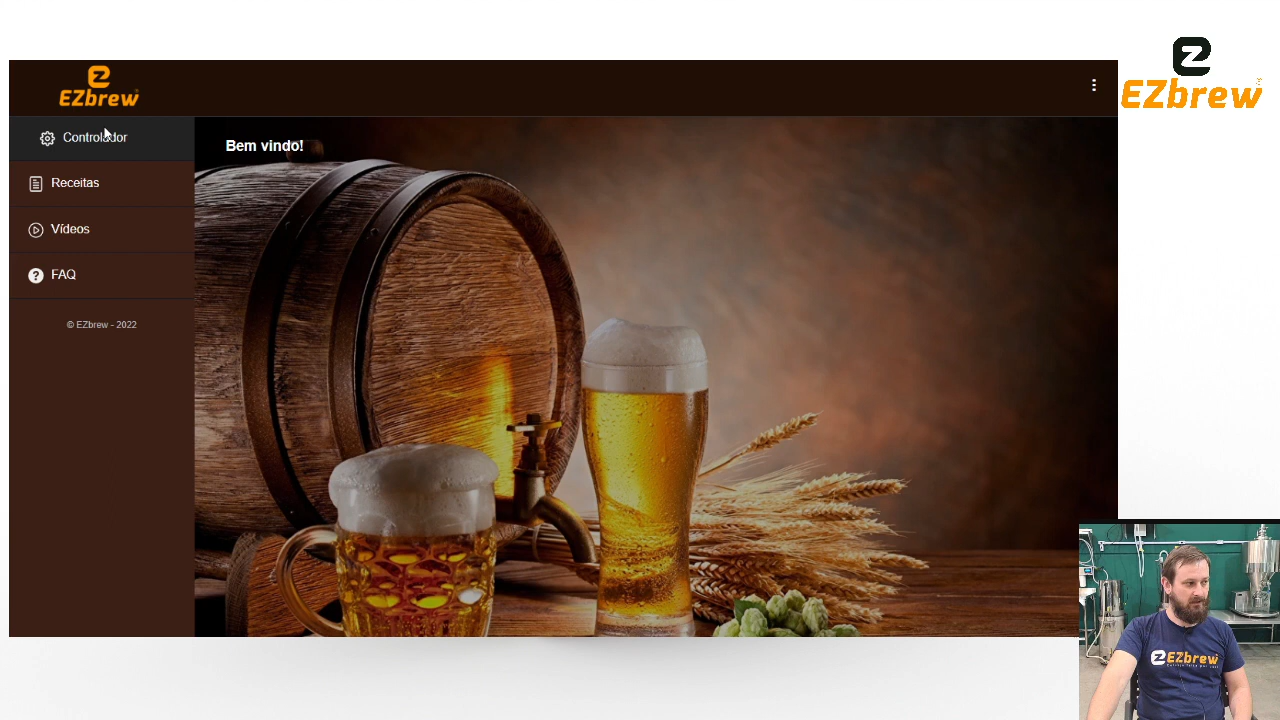 EZbrew
EZbrew
Controlador
Bem vindo!
Receitas
Vídeos
FAQ
© EZbrew - 2022
EZbrew